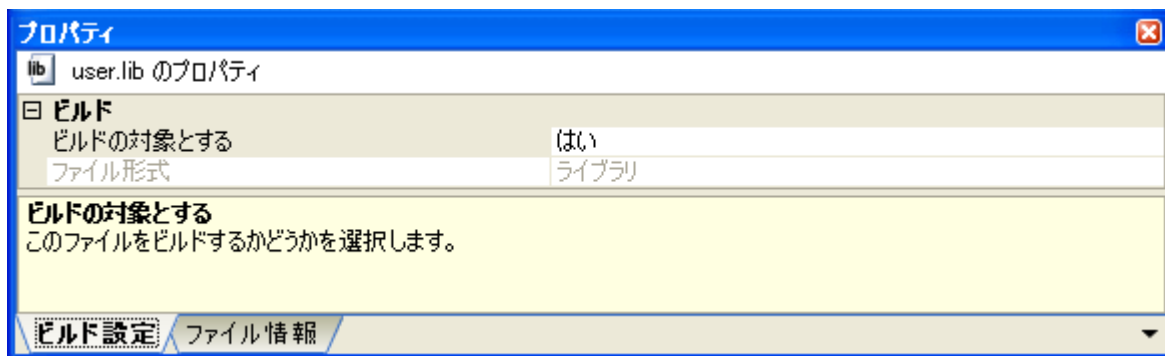 プロパティ
lib user.lib のプロパティ
ビルド
ビルドの対象とする はい
ファイル形式 ライブラリ
ビルドの対象とする
このファイルをビルドするかどうかを選択します。
ビルド設定 ファイル情報